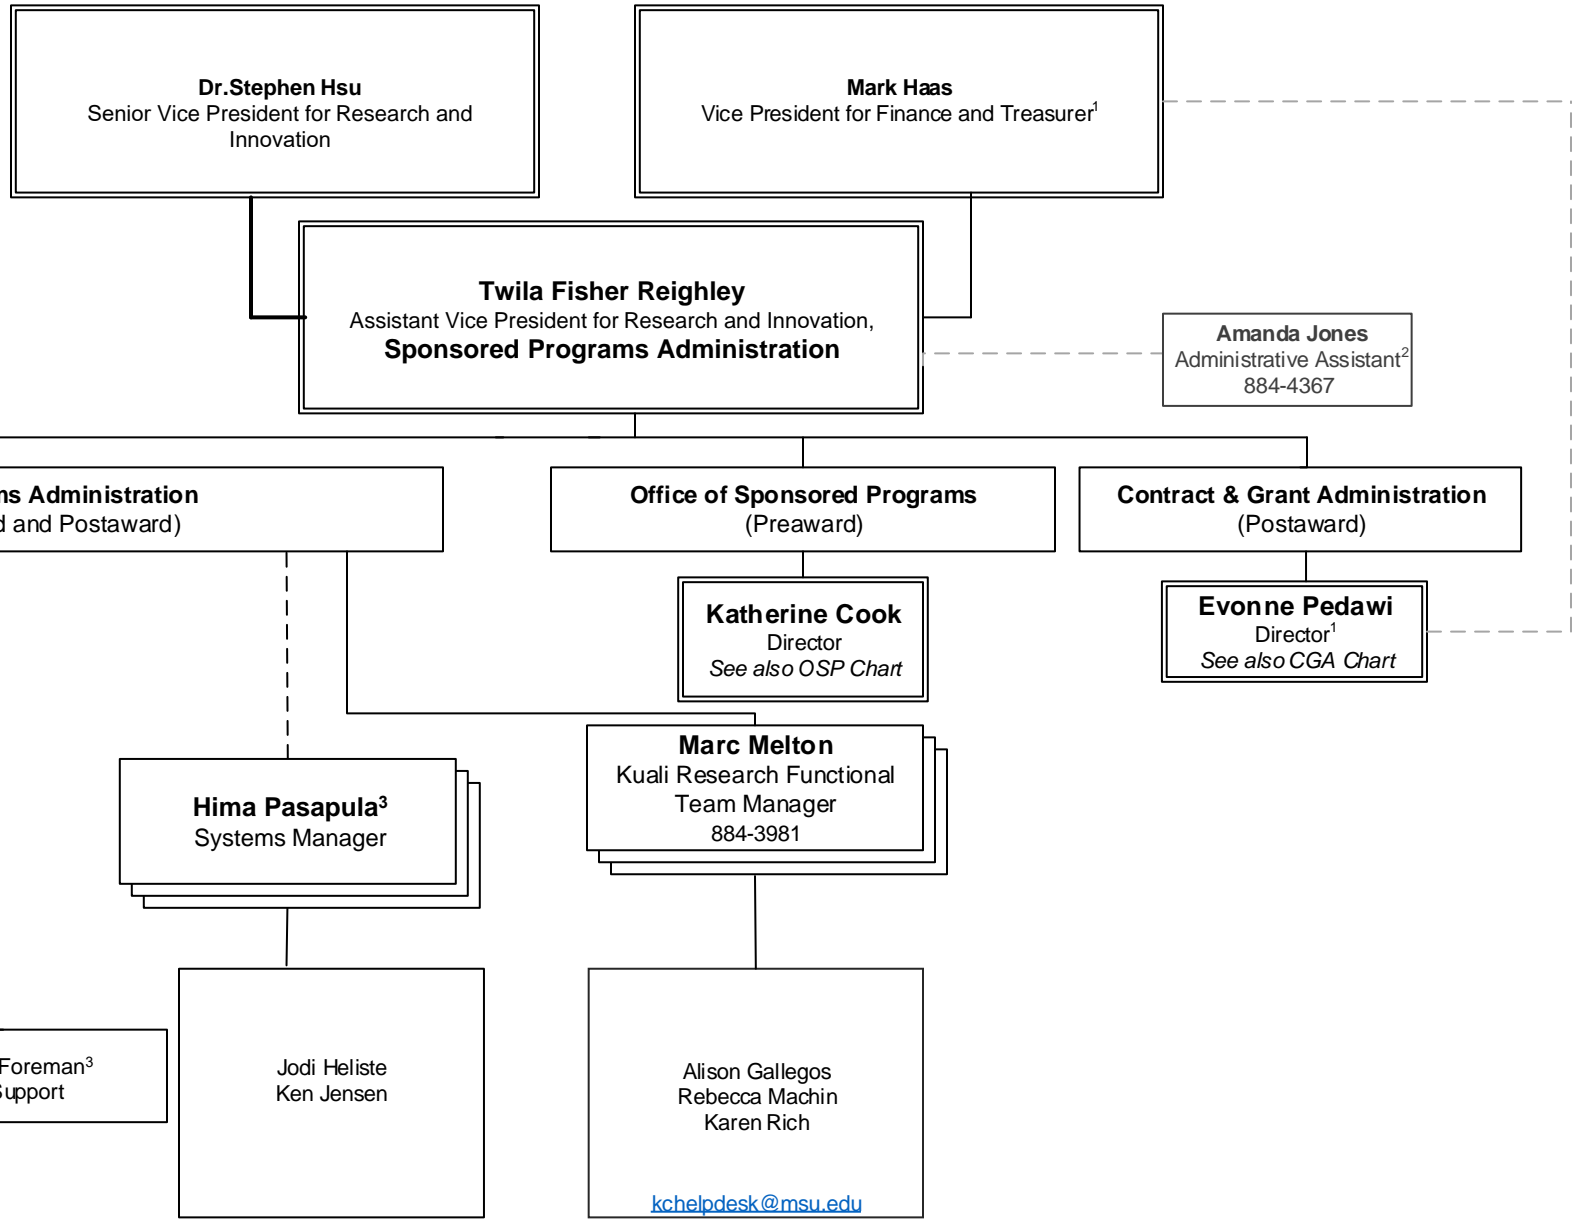 Dr.Stephen Hsu
Senior Vice President for Research and
Innovation
Mark Haas
Vice President for Finance and Treasurer¹
Twila Fisher Reighley
Assistant Vice President for Research and Innovation,
Sponsored Programs Administration
Amanda Jones
Administrative Assistant²
884-4367
Administration
and Postaward)
Office of Sponsored Programs
(Preaward)
Contract & Grant Administration
(Postaward)
Katherine Cook
Director
See also OSP Chart
Evonne Pedawi
Director¹
See also CGA Chart
Marc Melton
Kuali Research Functional
Team Manager
884-3981
Hima Pasapula³
Systems Manager
Foreman³
Support
Jodi Heliste
Ken Jensen
Alison Gallegos
Rebecca Machin
Karen Rich
kchelpdesk@msu.edu